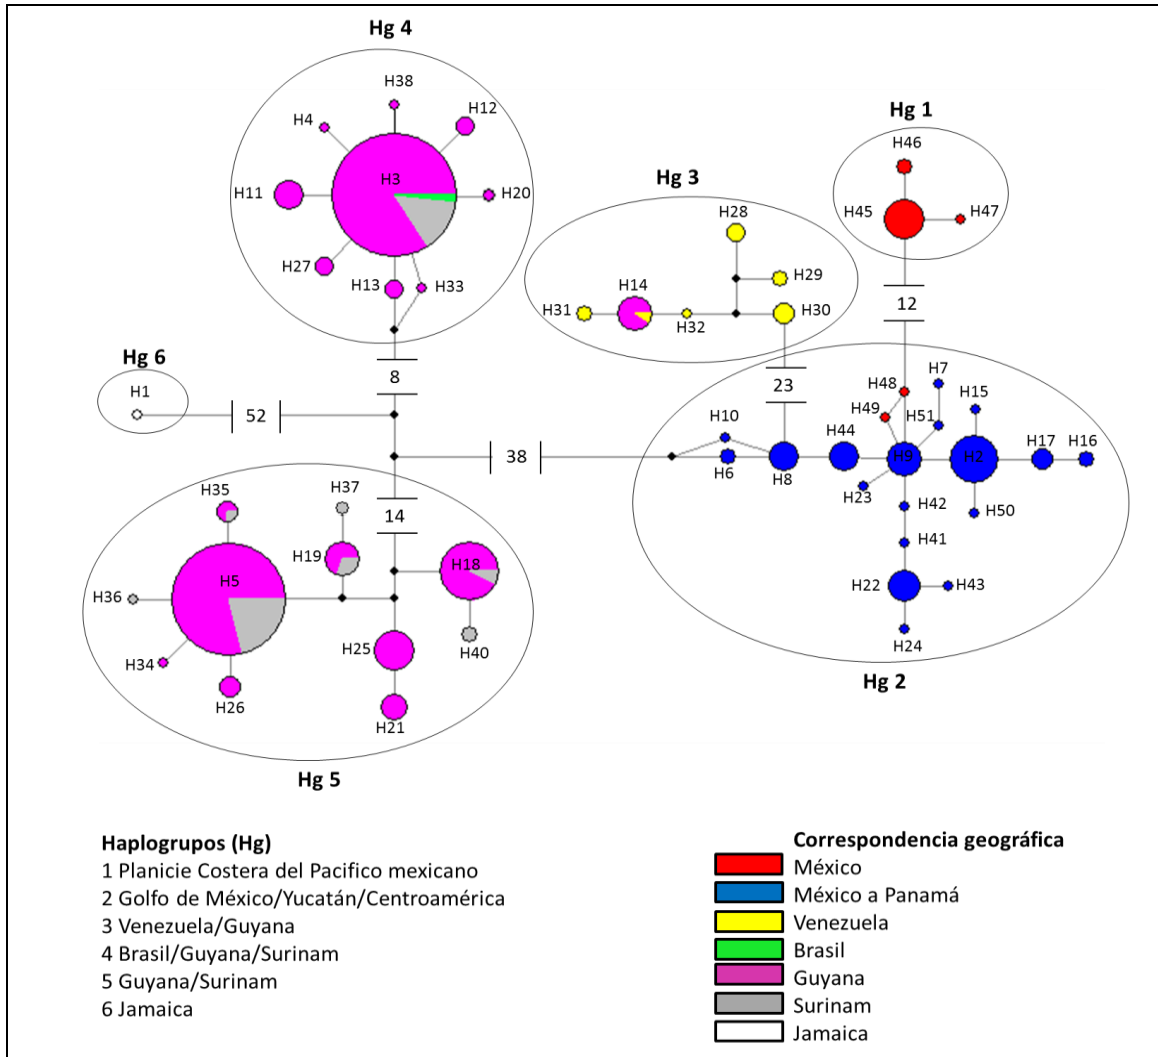 Hg 4
H38
H12
H4
H3
H11
H20
H27
H13
H33
Hg 1
H46
H45
H47
Hg 3
H28
H29
H14
H31
H32
H30
12
Hg 6
H1
8
52
23
38
14
H7
H48
H15
H49
H51
H10
H44
H9
H2
H17
H16
H6
H8
H23
H42
H50
H41
H22
H43
H24
Hg 2
H35
H37
H19
H18
H5
H36
H34
H25
H40
H26
H21
Hg 5
Haplogrupos (Hg)
1 Planicie Costera del Pacifico mexicano
2 Golfo de México/Yucatán/Centroamérica
3 Venezuela/Guyana
4 Brasil/Guyana/Surinam
5 Guyana/Surinam
6 Jamaica
Correspondencia geográfica
México
México a Panamá
Venezuela
Brasil
Guyana
Surinam
Jamaica